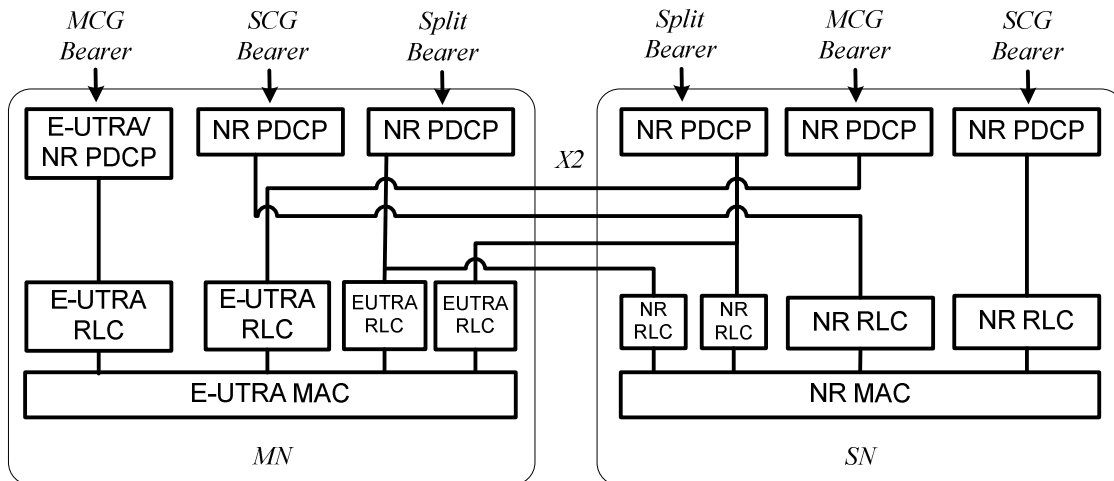 MCG
Bearer
SCG
Bearer
Split
Bearer
Split
Bearer
MCG
Bearer
SCG
Bearer
E-UTRA/
NR PDCP
NR PDCP
NR PDCP
X2
NR PDCP
NR PDCP
NR PDCP
E-UTRA
RLC
E-UTRA
RLC
EUTRA
RLC
EUTRA
RLC
NR
RLC
NR
RLC
NR RLC
NR RLC
E-UTRA MAC
NR MAC
MN
SN